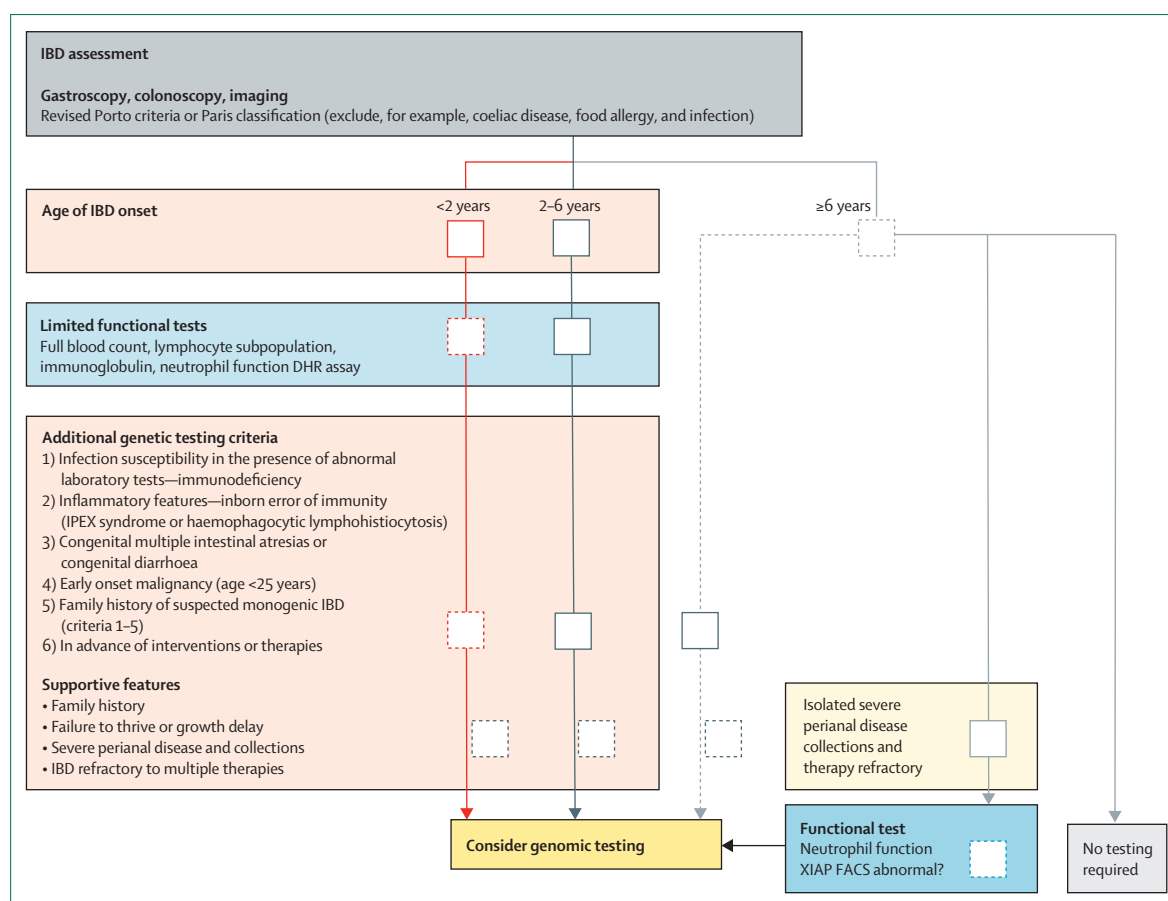 IBD assessment
Gastroscopy, colonoscopy, imaging
Revised Porto criteria or Paris classification (exclude, for example, coeliac disease, food allergy, and infection)
Age of IBD onset
<2 years
2–6 years
≥6 years
Limited functional tests
Full blood count, lymphocyte subpopulation,
immunoglobulin, neutrophil function DHR assay
Additional genetic testing criteria
1) Infection susceptibility in the presence of abnormal
laboratory tests—immunodeficiency
2) Inflammatory features—inborn error of immunity
(IPEX syndrome or haemophagocytic lymphohistiocytosis)
3) Congenital multiple intestinal atresias or
congenital diarrhoea
4) Early onset malignancy (age <25 years)
5) Family history of suspected monogenic IBD
(criteria 1–5)
6) In advance of interventions or therapies
Supportive features
• Family history
• Failure to thrive or growth delay
• Severe perianal disease and collections
• IBD refractory to multiple therapies
Isolated severe
perianal disease
collections and
therapy refractory
Consider genomic testing
Functional test
Neutrophil function
XIAP FACS abnormal?
No testing
required